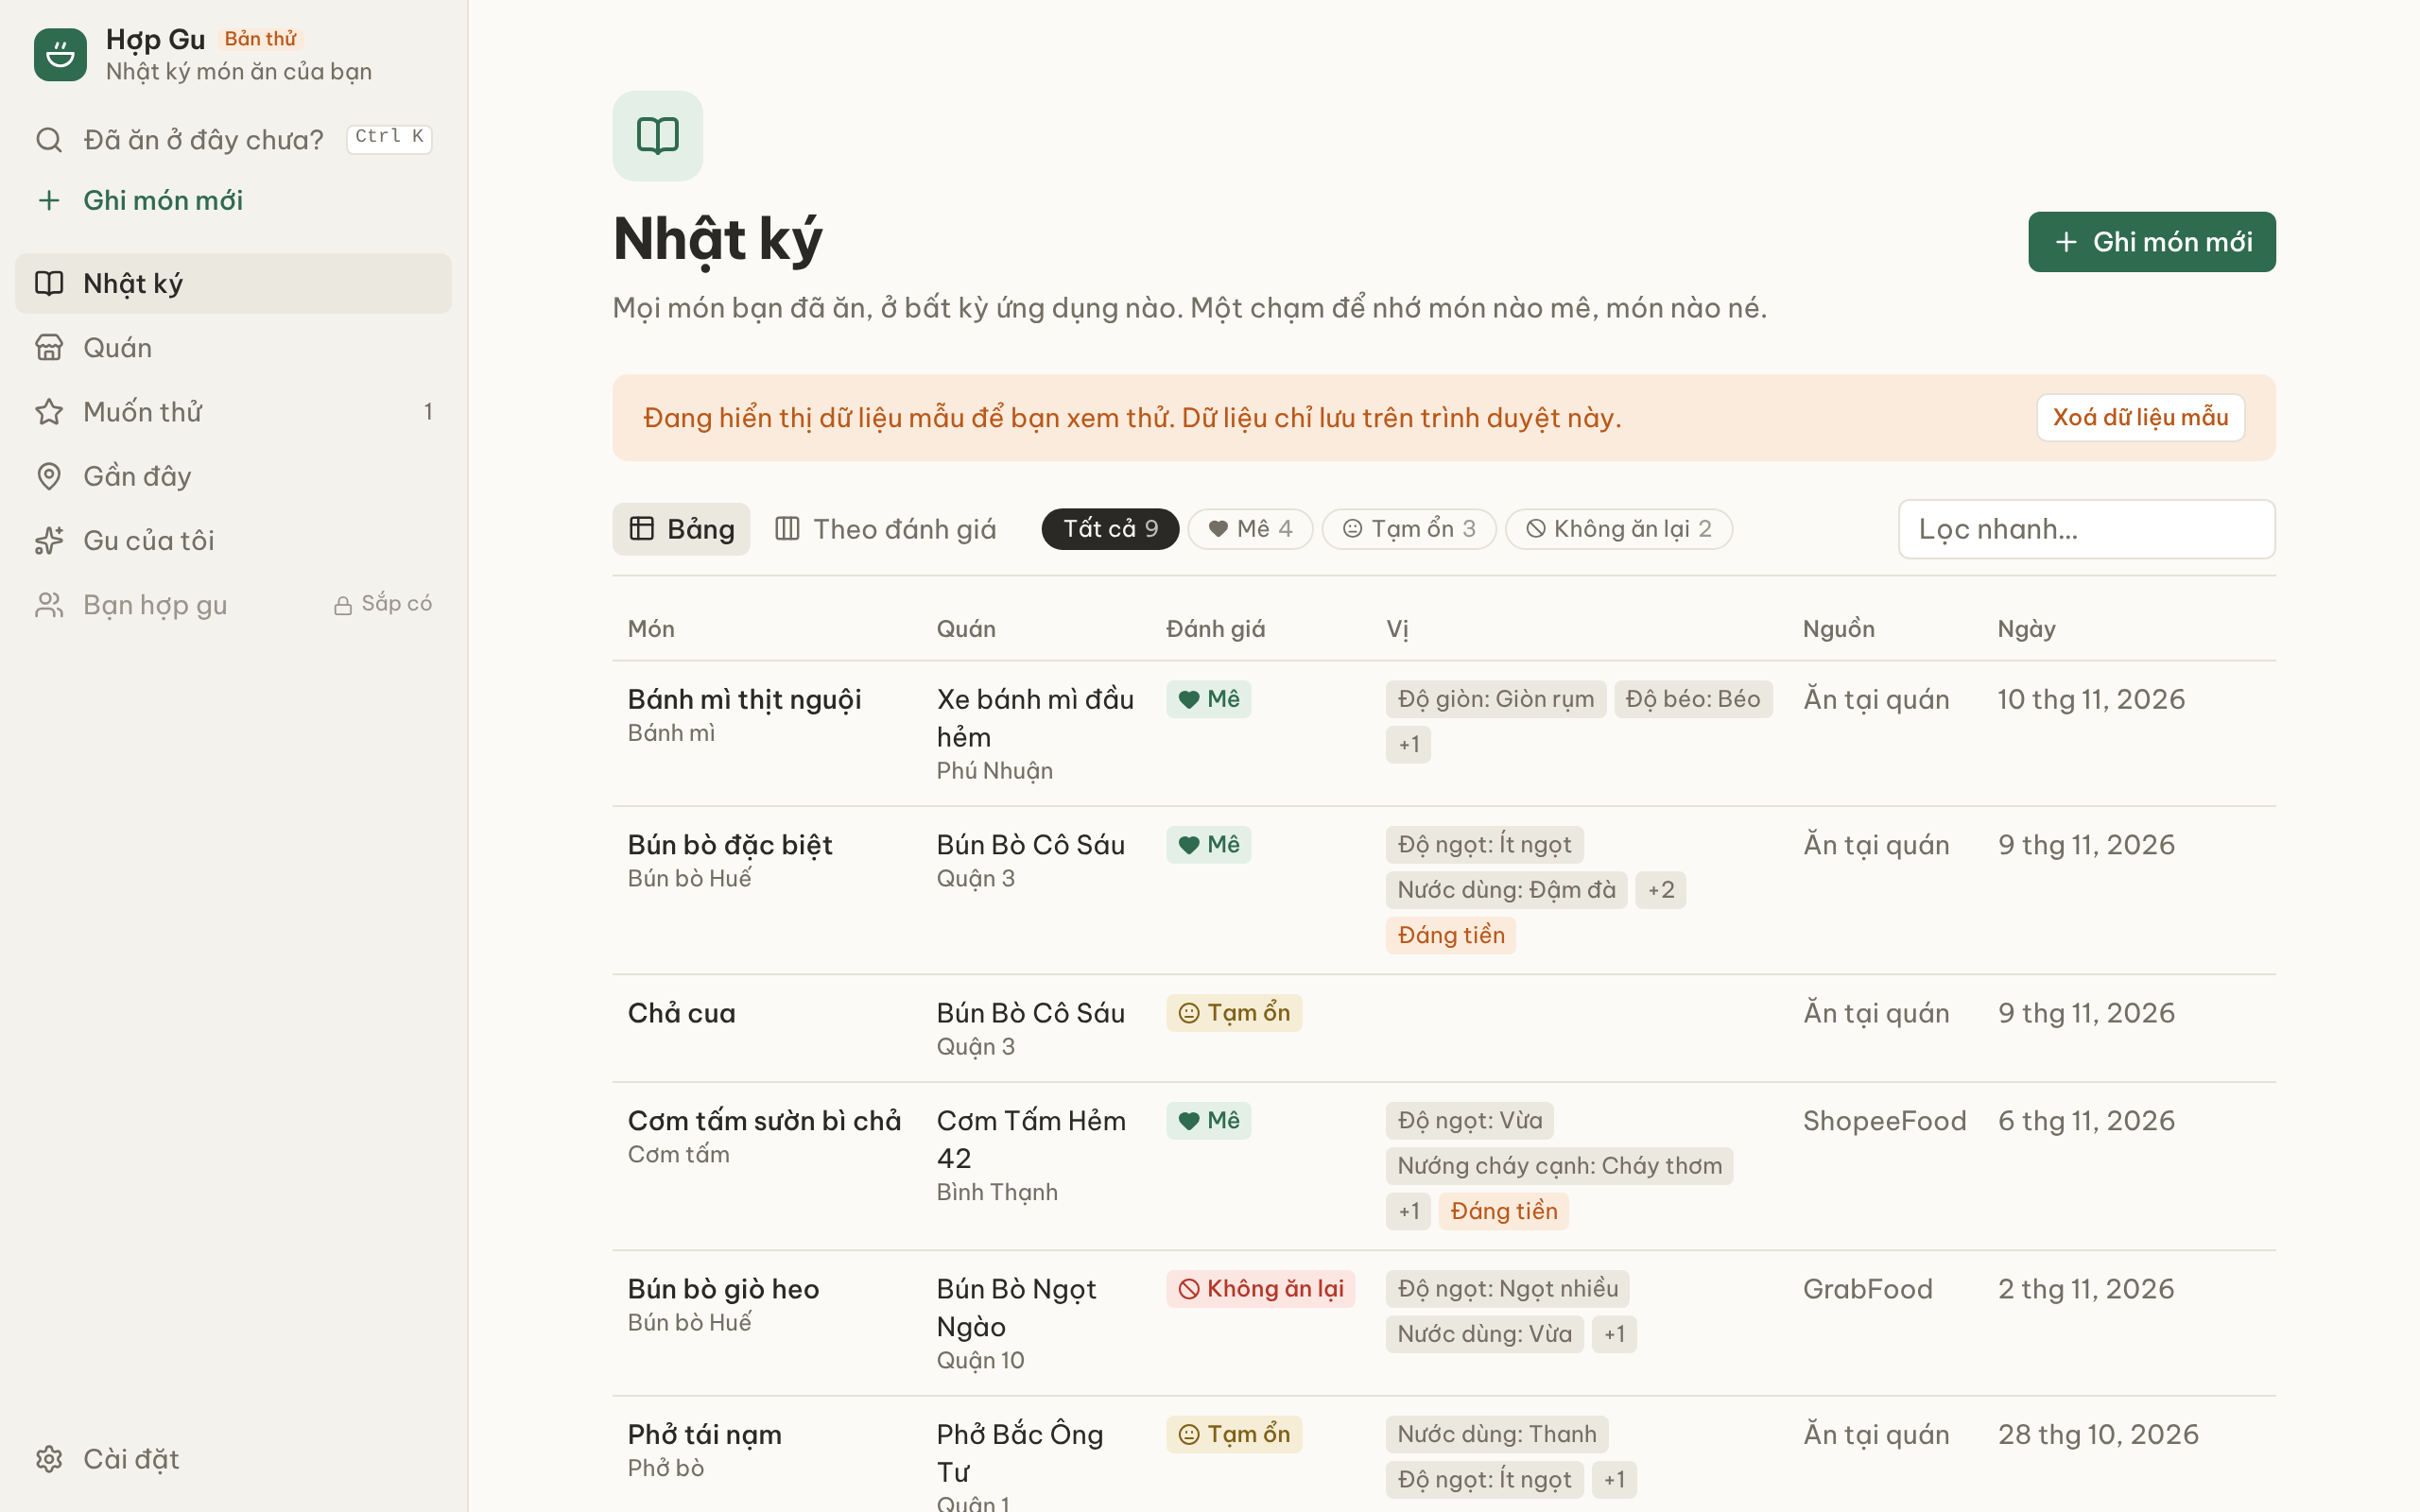 Hợp Gu Bản thử
Nhật ký món ăn của bạn
Đã ăn ở đây chưa? Ctrl K
Ghi món mới
Nhật ký
Quán
Muốn thử 1
Gần đây
Gu của tôi
Bạn hợp gu Sắp có
Cài đặt
Nhật ký
Ghi món mới
Mọi món bạn đã ăn, ở bất kỳ ứng dụng nào. Một chạm để nhớ món nào mê, món nào né.
Đang hiển thị dữ liệu mẫu để bạn xem thử. Dữ liệu chỉ lưu trên trình duyệt này.
Xoá dữ liệu mẫu
Bảng Theo đánh giá Tất cả 9 Mê 4 Tạm ổn 3 Không ăn lại 2 Lọc nhanh...
Món Quán Đánh giá Vị Nguồn Ngày
Bánh mì thịt nguội
Bánh mì
Xe bánh mì đầu
hẻm
Phú Nhuận
Mê
Độ giòn: Giòn rụm Độ béo: Béo
+1
Ăn tại quán
10 thg 11, 2026
Bún bò đặc biệt
Bún bò Huế
Bún Bò Cô Sáu
Quận 3
Mê
Độ ngọt: Ít ngọt
Nước dùng: Đậm đà +2
Đáng tiền
Ăn tại quán
9 thg 11, 2026
Chả cua
Bún Bò Cô Sáu
Quận 3
Tạm ổn
Ăn tại quán
9 thg 11, 2026
Cơm tấm sườn bì chả
Cơm tấm
Cơm Tấm Hẻm
42
Bình Thạnh
Mê
Độ ngọt: Vừa
Nướng cháy cạnh: Cháy thơm
+1 Đáng tiền
ShopeeFood
6 thg 11, 2026
Bún bò giò heo
Bún bò Huế
Bún Bò Ngọt
Ngào
Quận 10
Không ăn lại
Độ ngọt: Ngọt nhiều
Nước dùng: Vừa +1
GrabFood
2 thg 11, 2026
Phở tái nạm
Phở bò
Phở Bắc Ông
Tư
Quận 1
Tạm ổn
Nước dùng: Thanh
Độ ngọt: Ít ngọt +1
Ăn tại quán
28 thg 10, 2026